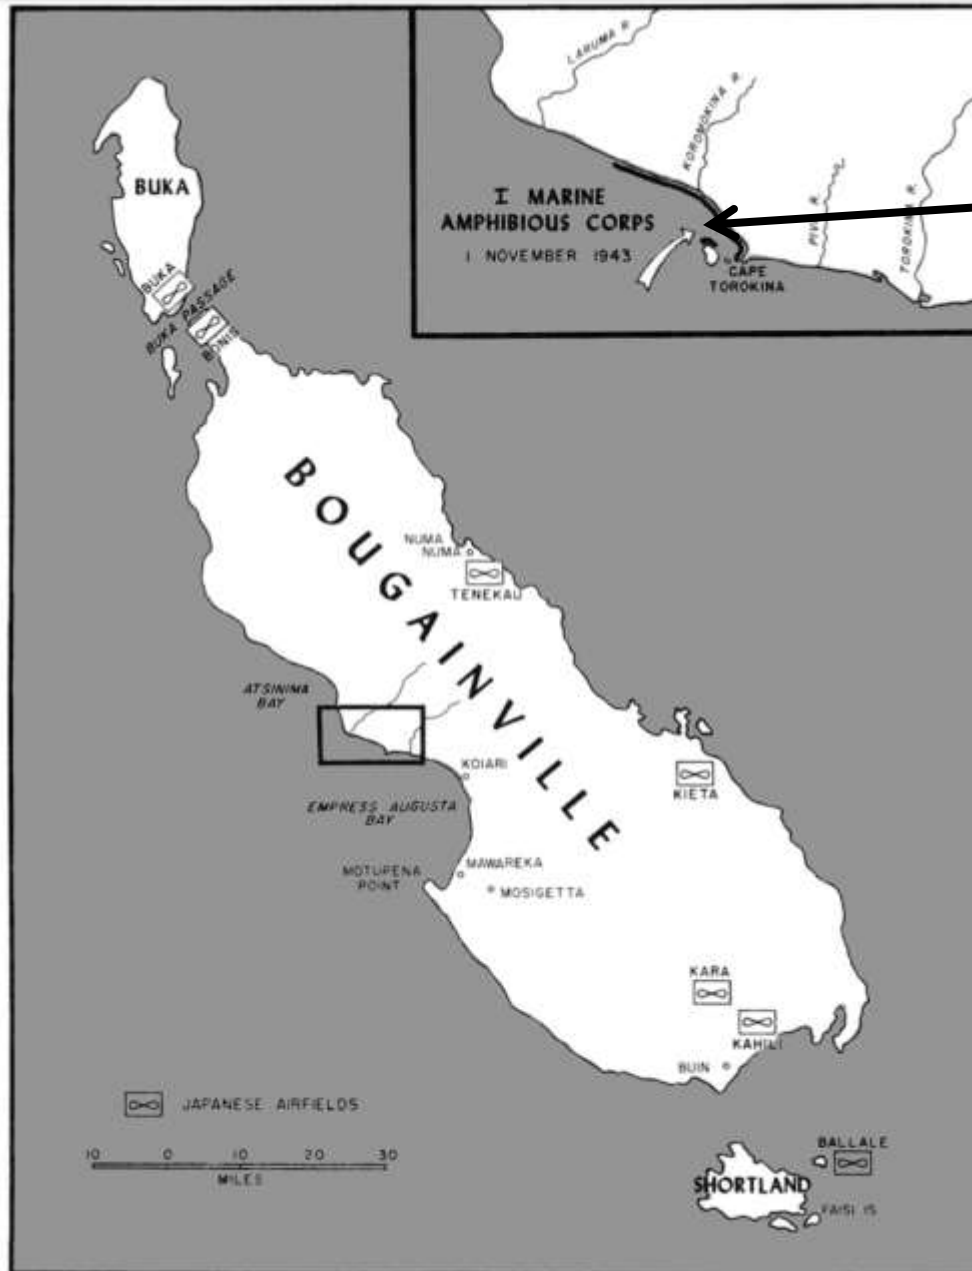 LARUMA R.
KOROMOKINA R.
PIVA R.
TOROKINA R.
I MARINE
AMPHIBIOUS CORPS
1 NOVEMBER 1943
CAPE
TOROKINA
BUKA
BUKA
BUKA PASSAGE
BONIS
BOUGAINVILLE
NUMA
NUMA
TENEKAU
ATSINIMA
BAY
KOIARI
KIETA
EMPRESS AUGUSTA
BAY
MOTUPENA
POINT
MAWAREKA
MOSIGETTA
KARA
KAHILI
BUIN
JAPANESE AIRFIELDS
10 0 10 20 30
MILES
BALLALE
SHORTLAND
FAISI IS